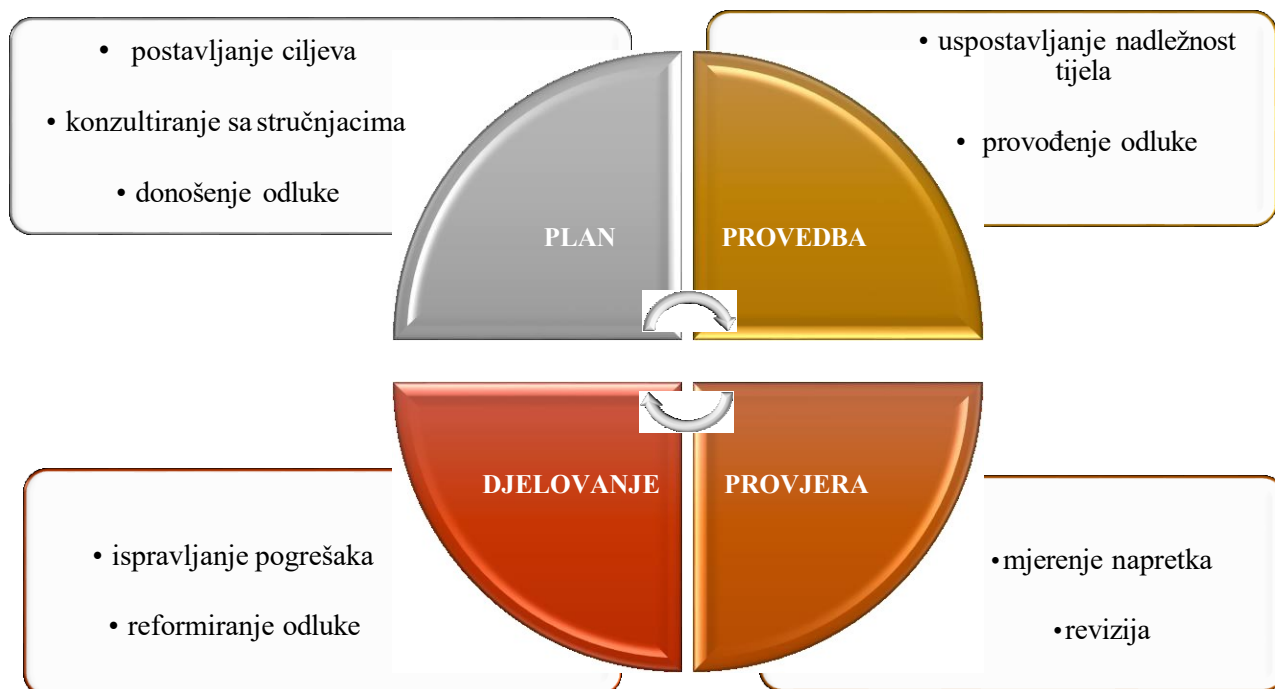 • postavljanje ciljeva
• konzultiranje sa stručnjacima
• donošenje odluke
• uspostavljanje nadležnost
tijela
• provođenje odluke
PLAN
PROVEDBA
DJELOVANJE
PROVJERA
• ispravljanje pogrešaka
• reformiranje odluke
•mjerenje napretka
•revizija